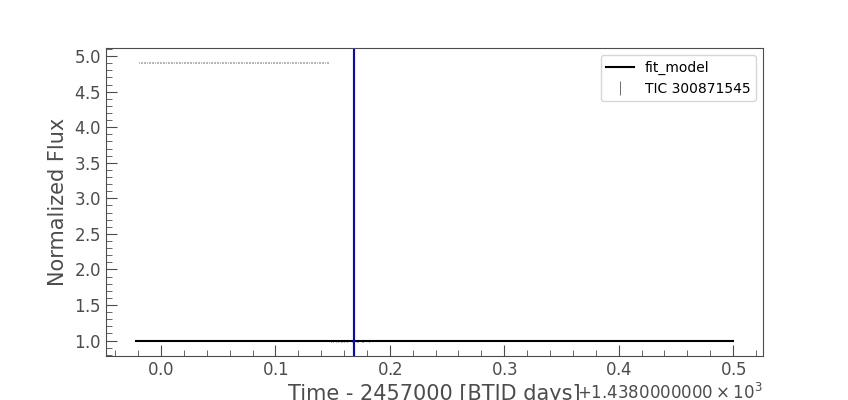 5.0
4.5
4.0
3.5
3.0
2.5
2.0
1.5
1.0
Normalized Flux
fit_model
TIC 300871545
0.0 0.1 0.2 0.3 0.4 0.5
Time - 2457000 [BTJD days]
+1.4380000000 × 10³